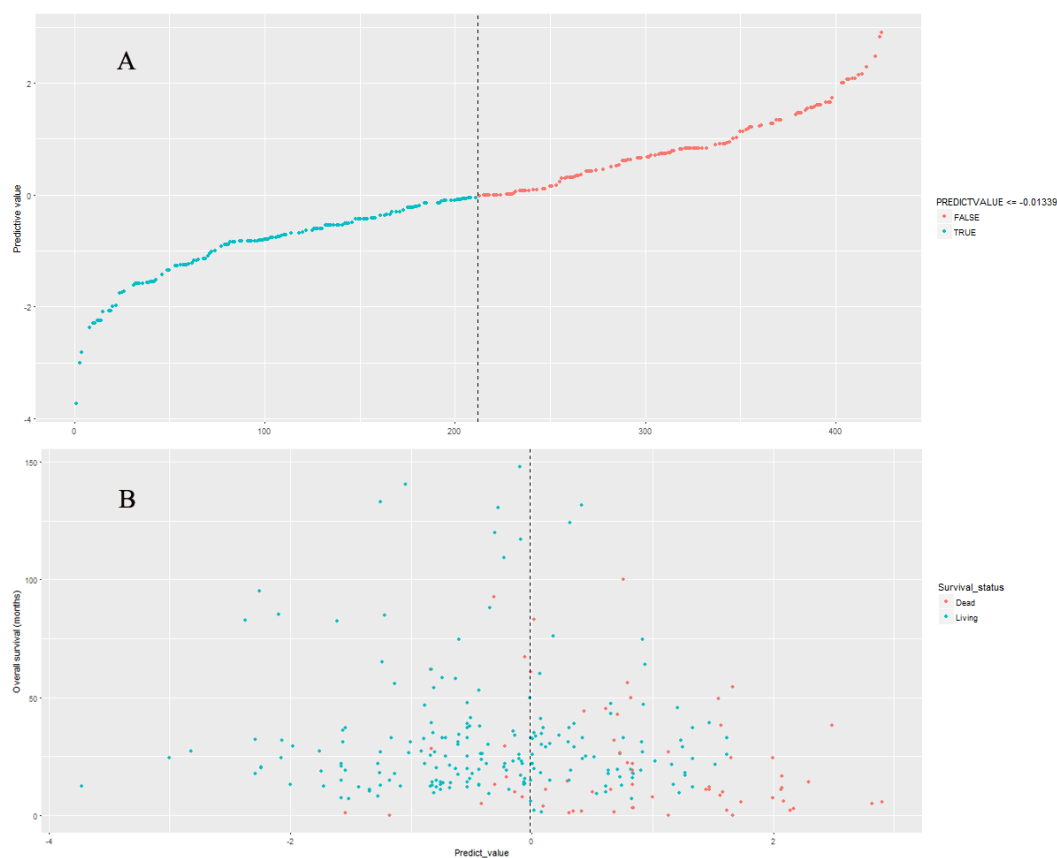 A
2
0
-2
-4
Predictive value
0
100
200
300
400
PREDICTVALUE <= -0.01339
FALSE
TRUE
B
150
100
50
0
Overall survival (months)
-4
-2
0
2
Predict_value
Survival_status
Dead
Living